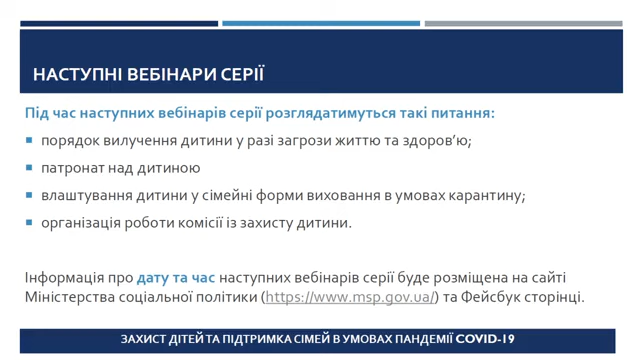 НАСТУПНІ ВЕБІНАРИ СЕРІЇ
Під час наступних вебінарів серії розглядатимуться такі питання:
▪ порядок вилучення дитини у разі загрози життю та здоров’ю;
▪ патронат над дитиною
▪ влаштування дитини у сімейні форми виховання в умовах карантину;
▪ організація роботи комісії із захисту дитини.
Інформація про дату та час наступних вебінарів серії буде розміщена на сайті
Міністерства соціальної політики (https://www.msp.gov.ua/) та Фейсбук сторінці.
ЗАХИСТ ДІТЕЙ ТА ПІДТРИМКА СІМЕЙ В УМОВАХ ПАНДЕМІЇ COVID-19